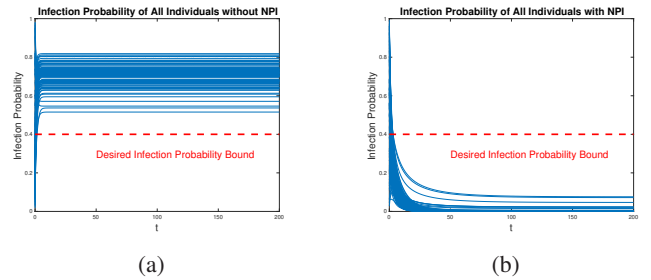 Infection Probability of All Individuals without NPI
1
0.8
0.6
0.4
0.2
0
Infection Probability
Desired Infection Probability Bound
0 50 100 150 200
t
(a)
Infection Probability of All Individuals with NPI
1
0.8
0.6
0.4
0.2
0
Infection Probability
Desired Infection Probability Bound
0 50 100 150 200
t
(b)